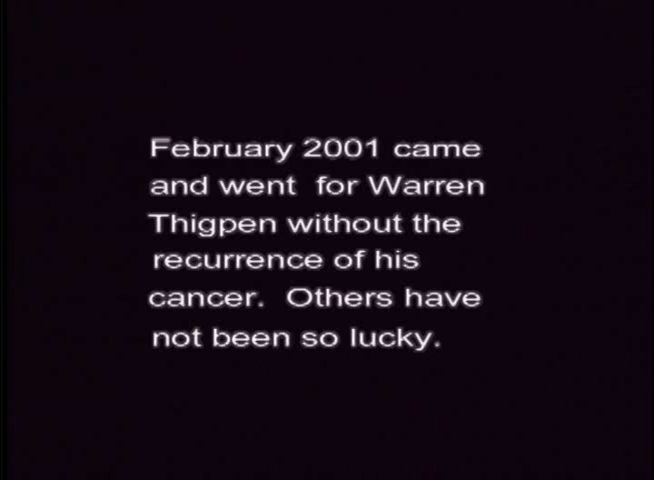 February 2001 came
and went  for Warren
Thigpen without the
recurrence of his
cancer.  Others have
not been so lucky.